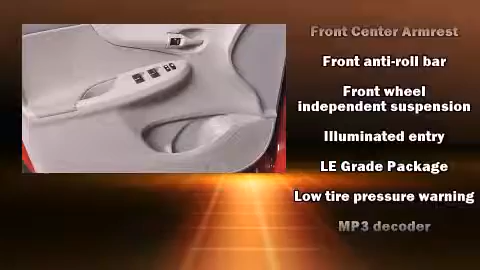 Front Center Armrest
Front anti-roll bar
Front wheel
independent suspension
Illuminated entry
LE Grade Package
Low tire pressure warning
MP3 decoder